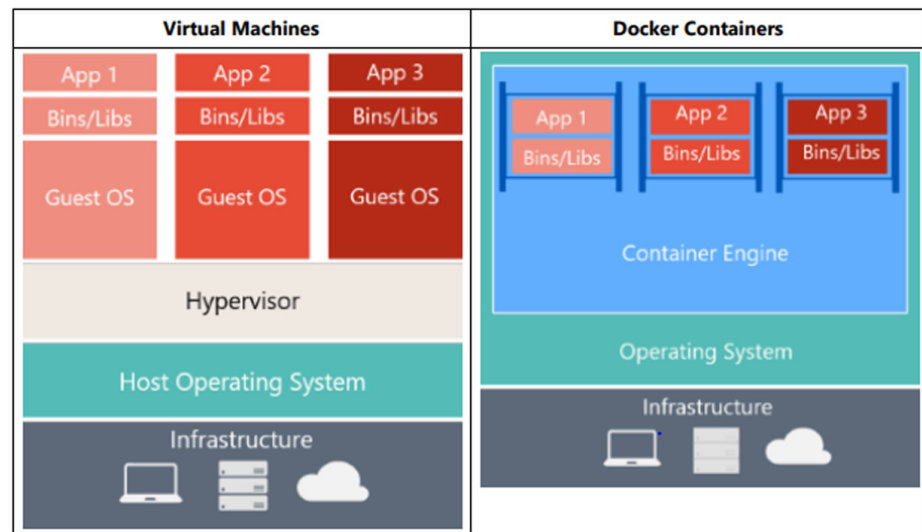 Virtual Machines
App 1 App 2 App 3
Bins/Libs Bins/Libs Bins/Libs
Guest OS Guest OS Guest OS
Hypervisor
Host Operating System
Infrastructure
Docker Containers
App 1 App 2 App 3
Bins/Libs Bins/Libs Bins/Libs
Container Engine
Operating System
Infrastructure